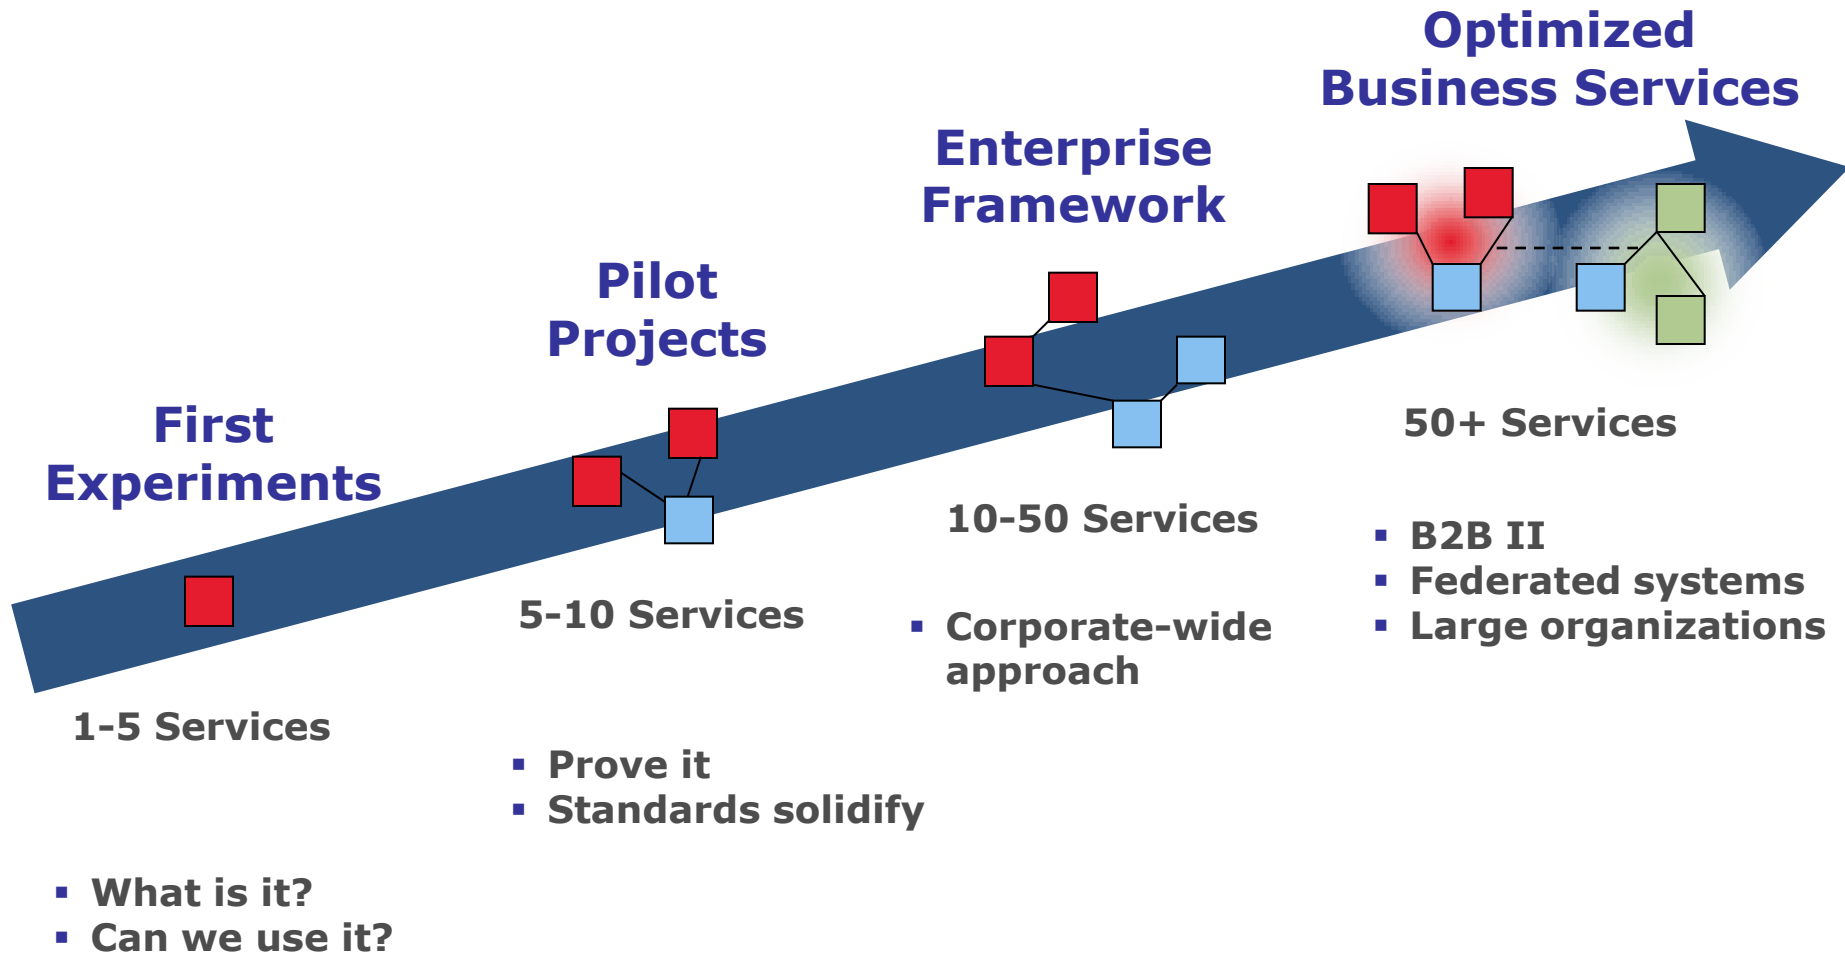 First
Experiments
1-5 Services
▪ What is it?
▪ Can we use it?
Pilot
Projects
5-10 Services
▪ Prove it
▪ Standards solidify
Enterprise
Framework
10-50 Services
▪ Corporate-wide
approach
Optimized
Business Services
50+ Services
▪ B2B II
▪ Federated systems
▪ Large organizations